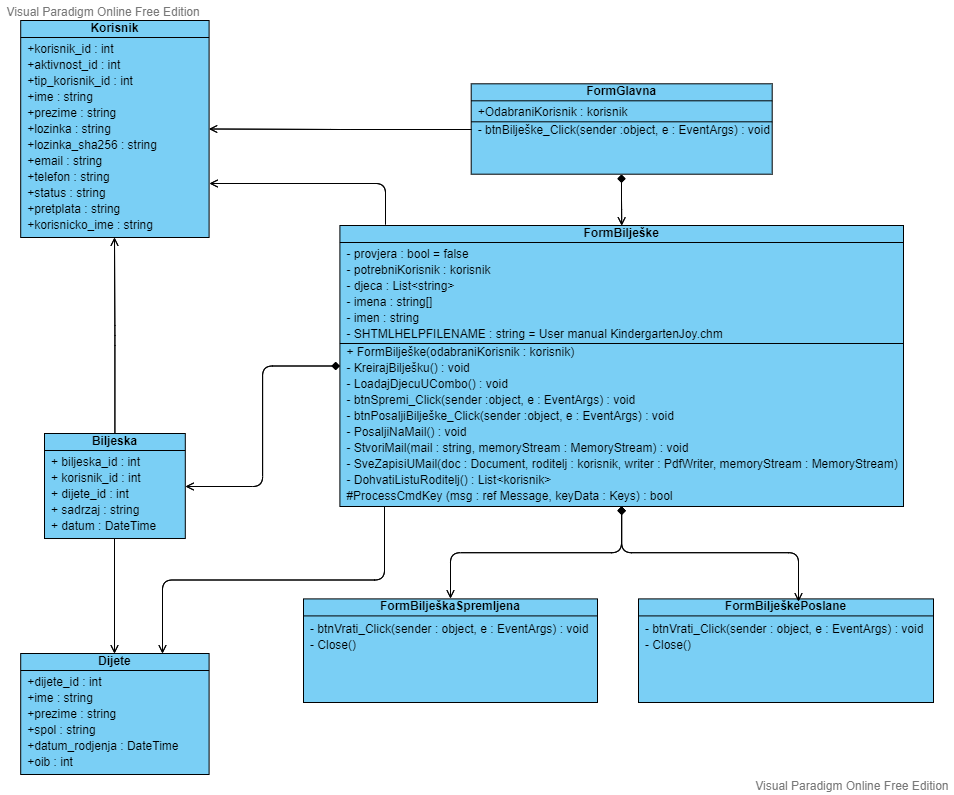 Visual Paradigm Online Free Edition
Korisnik
+korisnik_id : int
+aktivnost_id : int
+tip_korisnik_id : int
+ime : string
+prezime : string
+lozinka : string
+lozinka_sha256 : string
+email : string
+telefon : string
+status : string
+pretplata : string
+korisnicko_ime : string
FormGlavna
+OdabraniKorisnik : korisnik
- btnBilješke_Click(sender :object, e : EventArgs) : void
FormBilješke
- provjera : bool = false
- potrebniKorisnik : korisnik
- djeca : List<string>
- imena : string[]
- imen : string
- SHTMLHELPFILENAME : string = User manual KindergartenJoy.chm
+ FormBilješke(odabraniKorisnik : korisnik)
- KreirajBilješku() : void
- LoadajDjecuUCombo() : void
- btnSpremi_Click(sender :object, e : EventArgs) : void
- btnPosaljiBilješke_Click(sender :object, e : EventArgs) : void
- PosaljiNaMail() : void
- StvoriMail(mail : string, memoryStream : MemoryStream) : void
- SveZapisiUMail(doc : Document, roditelj : korisnik, writer : PdfWriter, memoryStream : MemoryStream)
- DohvatiListuRoditelj() : List<korisnik>
#ProcessCmdKey (msg : ref Message, keyData : Keys) : bool
Biljeska
+ biljeska_id : int
+ korisnik_id : int
+ dijete_id : int
+ sadrzaj : string
+ datum : DateTime
FormBilješkaSpremljena
- btnVrati_Click(sender : object, e : EventArgs) : void
- Close()
FormBilješkePoslane
- btnVrati_Click(sender : object, e : EventArgs) : void
- Close()
Dijete
+dijete_id : int
+ime : string
+prezime : string
+spol : string
+datum_rodjenja : DateTime
+oib : int
Visual Paradigm Online Free Edition